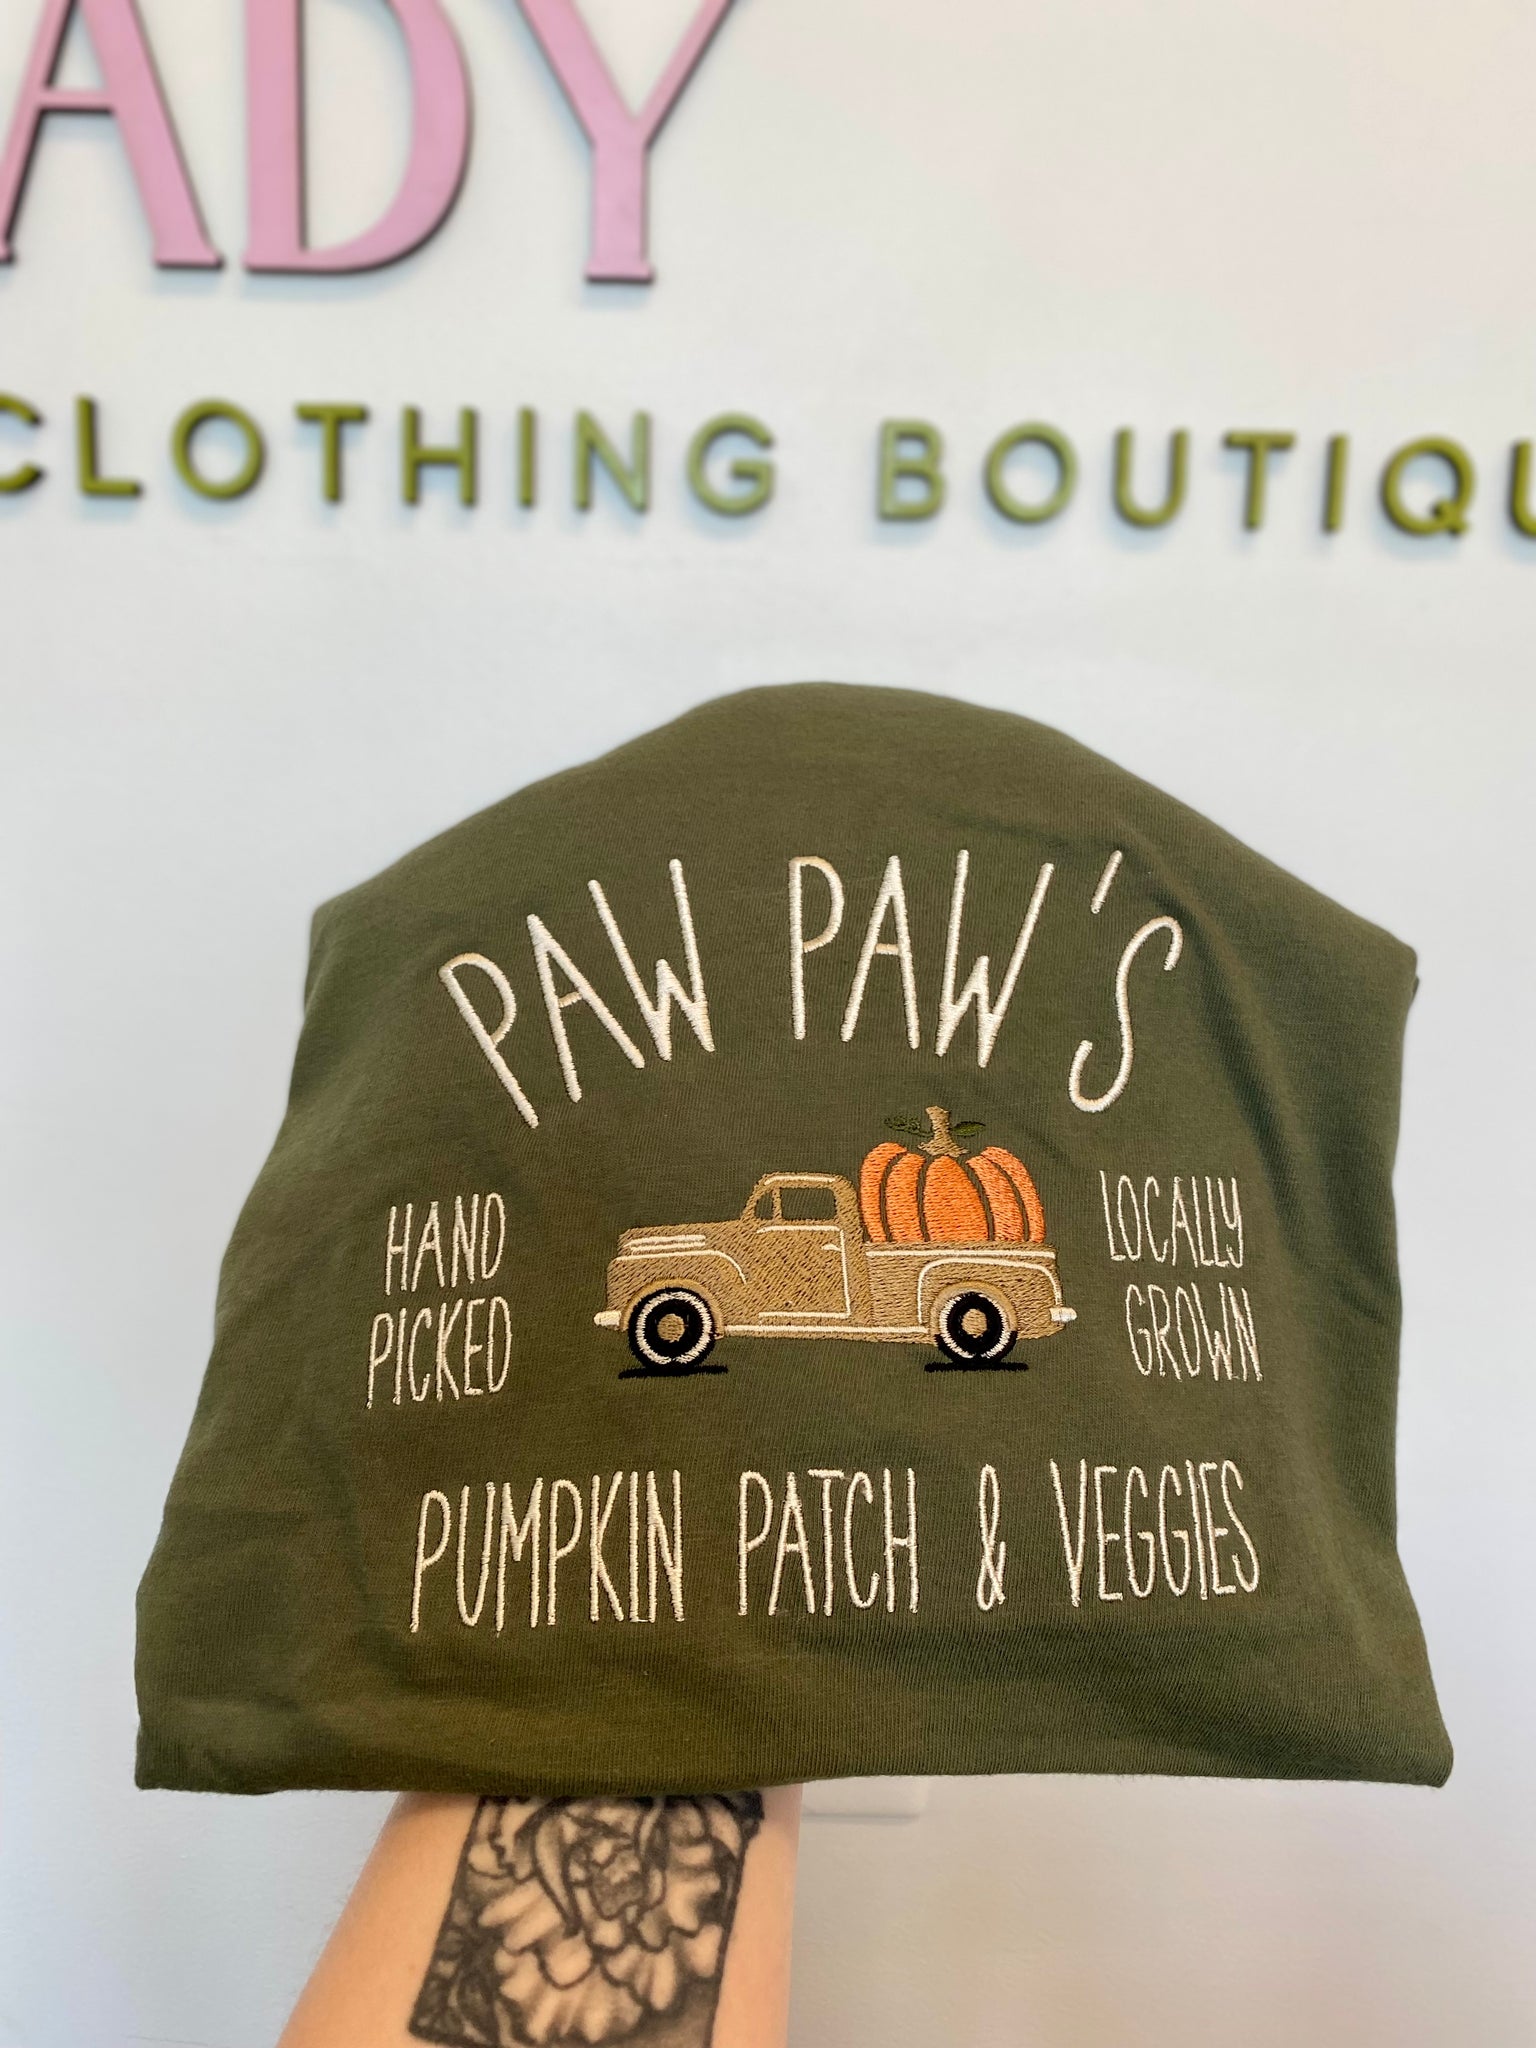 ADY
CLOTHING BOUTIQU
PAW PAW'S
HAND
PICKED
LOCALLY
GROWN
PUMPKIN PATCH & VEGGIES